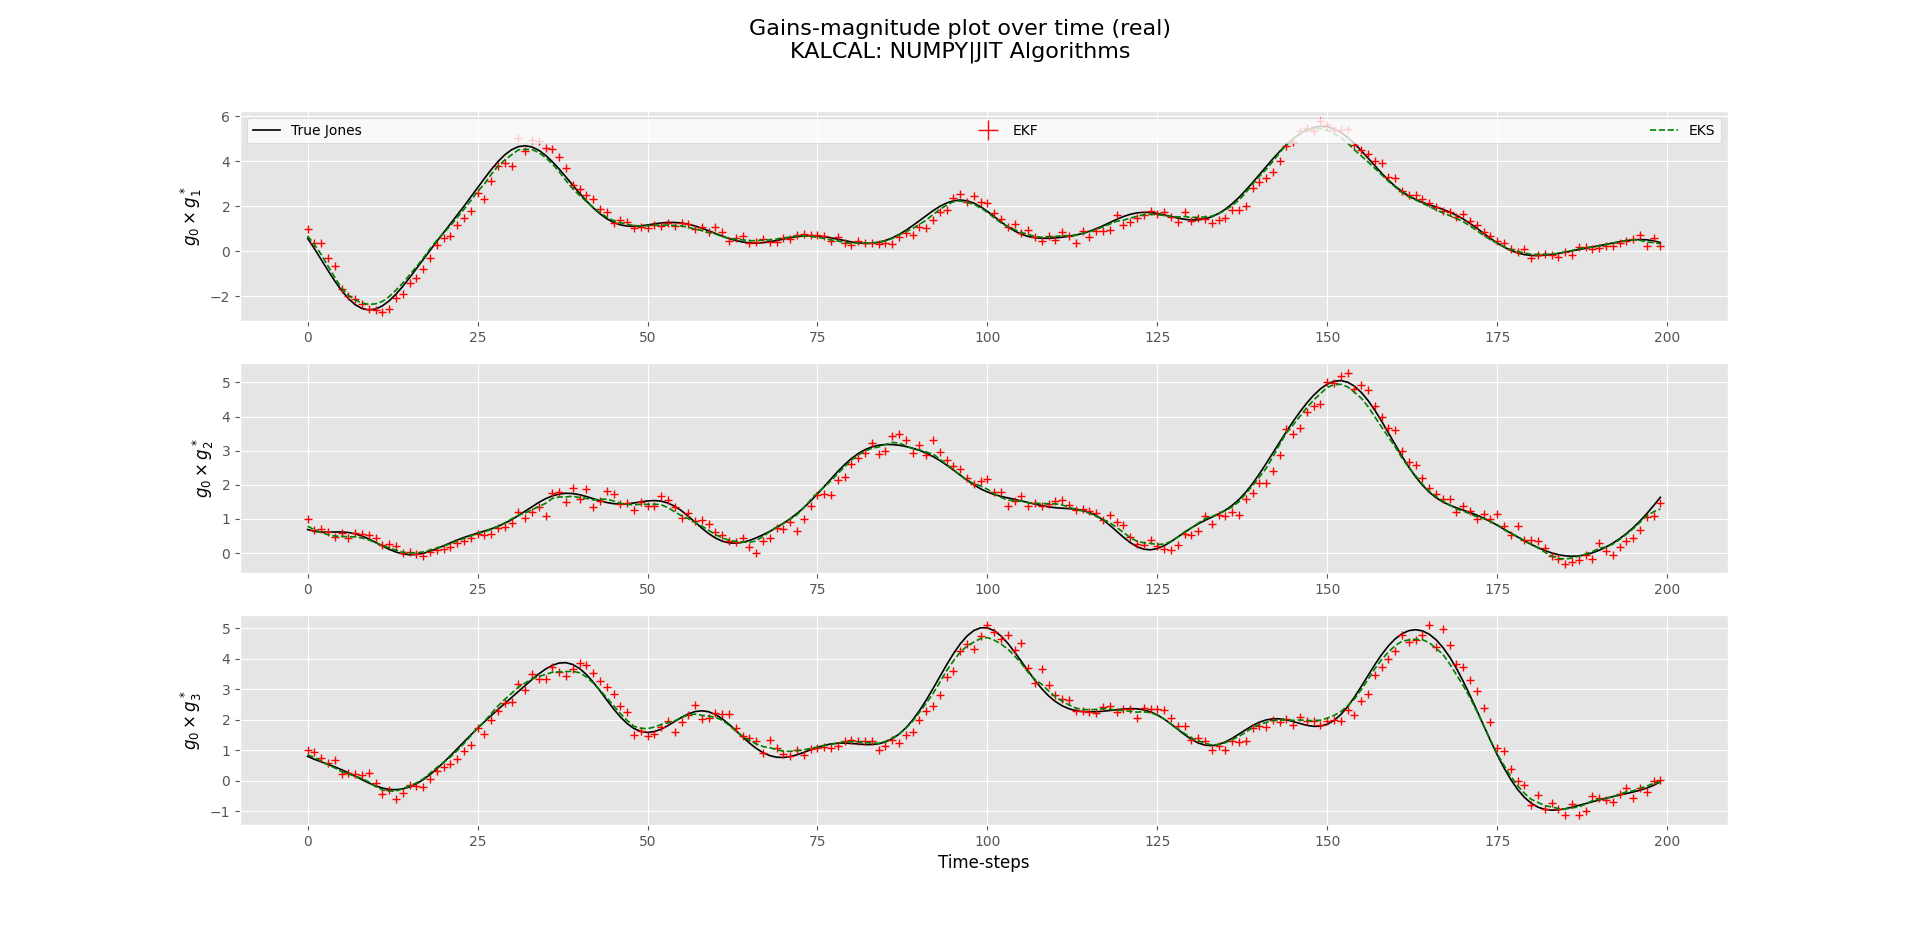 Gains-magnitude plot over time (real)
KALCAL: NUMPY|JIT Algorithms
True Jones EKF EKS
g₀ × g₁*
6
4
2
0
−2
0 25 50 75 100 125 150 175 200
g₀ × g₂*
5
4
3
2
1
0
0 25 50 75 100 125 150 175 200
g₀ × g₃*
5
4
3
2
1
0
−1
0 25 50 75 100 125 150 175 200
Time-steps